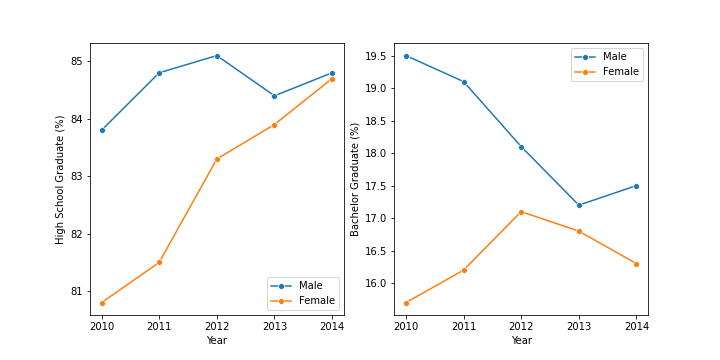 High School Graduate (%)
85
84
83
82
81
2010 2011 2012 2013 2014
Year
Male
Female
Bachelor Graduate (%)
19.5
19.0
18.5
18.0
17.5
17.0
16.5
16.0
2010 2011 2012 2013 2014
Year
Male
Female